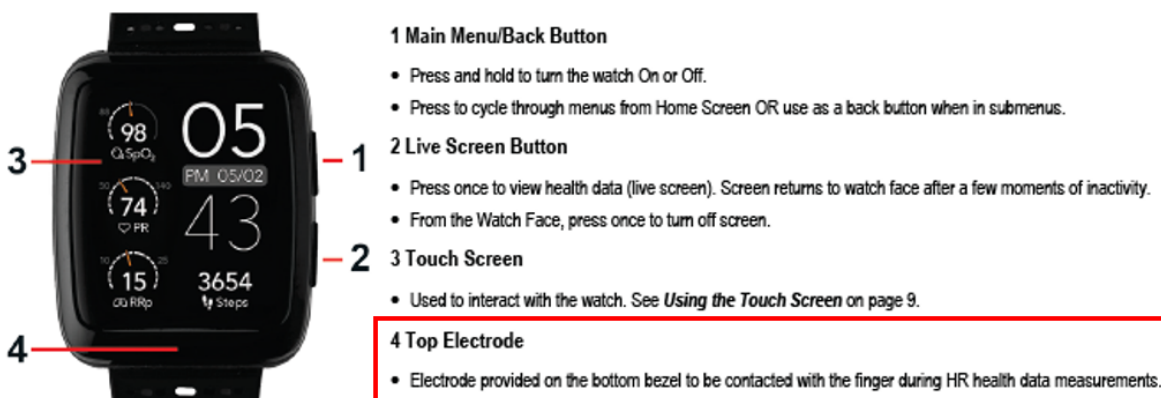 1 Main Menu/Back Button
• Press and hold to turn the watch On or Off.
• Press to cycle through menus from Home Screen OR use as a back button when in submenus.
2 Live Screen Button
• Press once to view health data (live screen). Screen returns to watch face after a few moments of inactivity.
• From the Watch Face, press once to turn off screen.
3 Touch Screen
• Used to interact with the watch. See Using the Touch Screen on page 9.
4 Top Electrode
• Electrode provided on the bottom bezel to be contacted with the finger during HR health data measurements.
3
1
2
4
98
SpO₂
05
PM 05/02
50 140
74
PR
43
10 25
15
RRp
3654
Steps